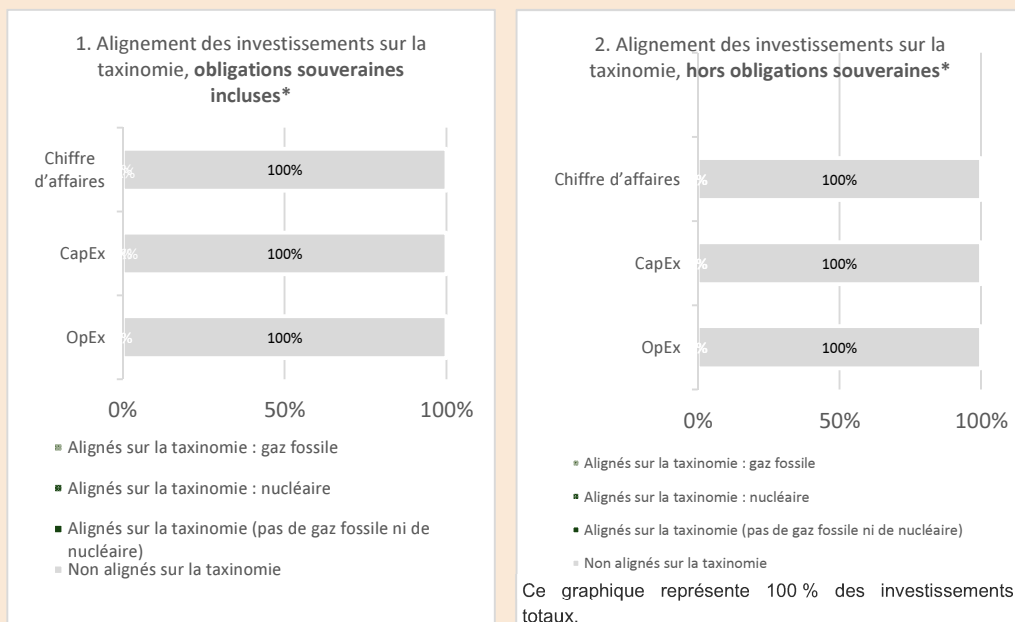 1. Alignement des investissements sur la
taxinomie, obligations souveraines
incluses*
Chiffre
d'affaires
100%
CapEx
100%
OpEx
100%
0%
50%
100%
Alignés sur la taxinomie : gaz fossile
Alignés sur la taxinomie : nucléaire
Alignés sur la taxinomie (pas de gaz fossile ni de
nucléaire)
Non alignés sur la taxinomie
2. Alignement des investissements sur la
taxinomie, hors obligations souveraines*
Chiffre d'affaires
100%
CapEx
100%
OpEx
100%
0%
50%
100%
Alignés sur la taxinomie : gaz fossile
Alignés sur la taxinomie : nucléaire
Alignés sur la taxinomie (pas de gaz fossile ni de nucléaire)
Non alignés sur la taxinomie
Ce graphique représente 100 % des investissements
totaux.